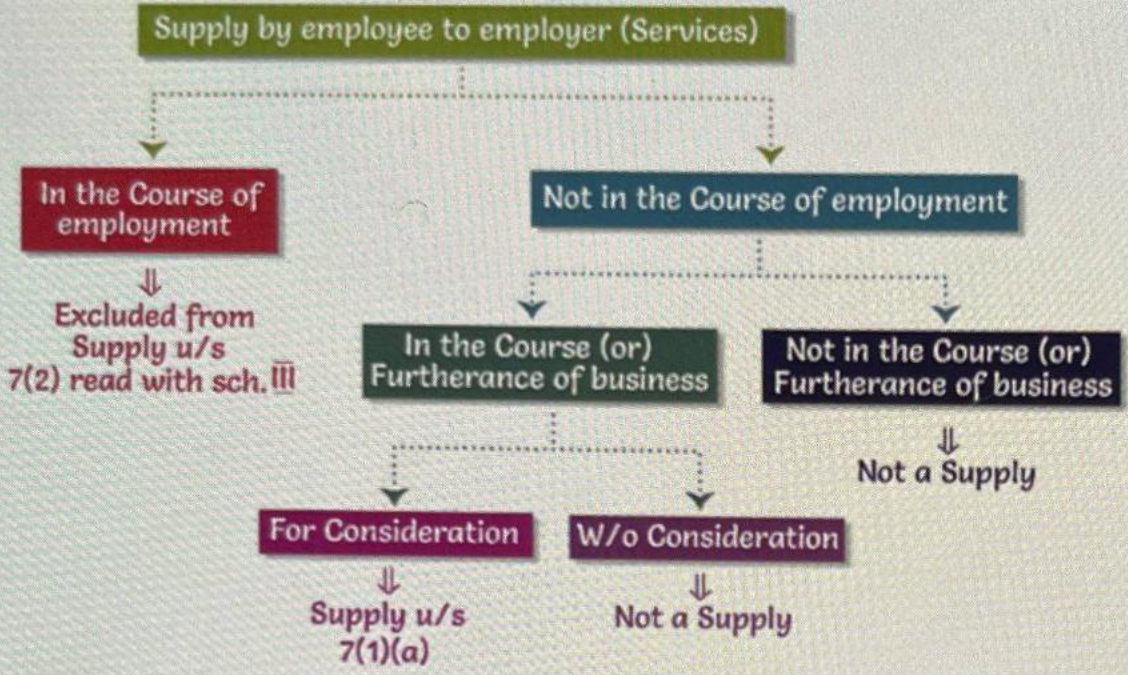 Supply by employee to employer (Services)
In the Course of
employment
Not in the Course of employment
Excluded from
Supply u/s
7(2) read with sch. III
In the Course (or)
Furtherance of business
Not in the Course (or)
Furtherance of business
Not a Supply
For Consideration
W/o Consideration
Supply u/s
7(1)(a)
Not a Supply